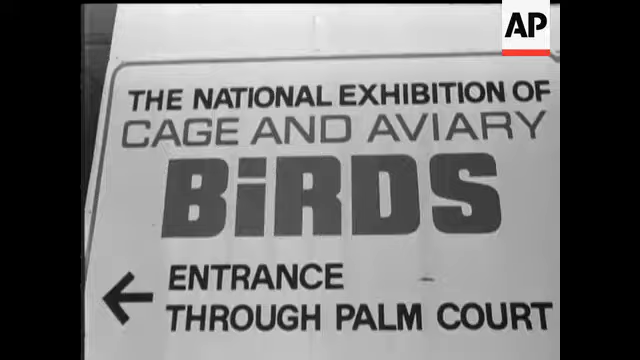 AP
THE NATIONAL EXHIBITION OF
CAGE AND AVIARY
BiRDS
ENTRANCE
THROUGH PALM COURT